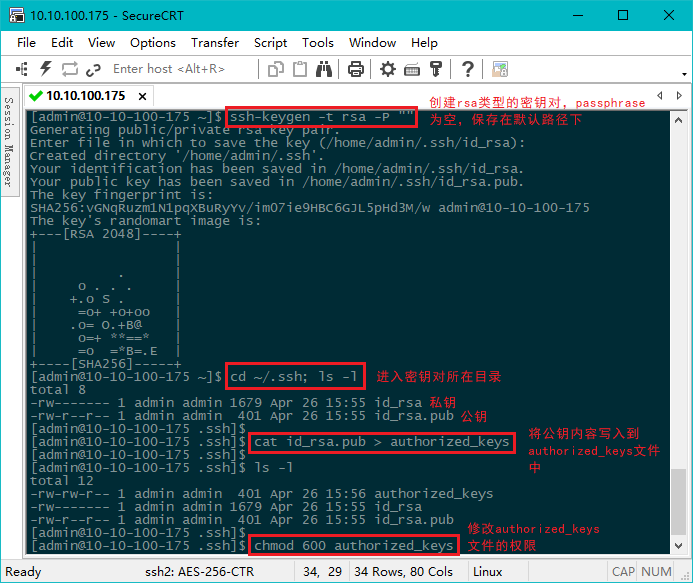 10.10.100.175 - SecureCRT
File Edit View Options Transfer Script Tools Window Help
Enter host <Alt+R>
Session Manager
10.10.100.175
[admin@10-10-100-175 ~]$ ssh-keygen -t rsa -P "" 创建rsa类型的密钥对，passphrase
为空，保存在默认路径下
Generating public/private rsa key pair.
Enter file in which to save the key (/home/admin/.ssh/id_rsa):
Created directory '/home/admin/.ssh'.
Your identification has been saved in /home/admin/.ssh/id_rsa.
Your public key has been saved in /home/admin/.ssh/id_rsa.pub.
The key fingerprint is:
SHA256:vGNqRuzm1N1pqXBuRyYv/imO7ie9HBC6GJL5pHd3M/w admin@10-10-100-175
The key's randomart image is:
+---[RSA 2048]----+
|                 |
|                 |
|          .      |
|     o . . .     |
|    +.o S .      |
|     =o+ +o+oo   |
|    .o= O.+B@    |
|     o=+ **==*   |
|     =o  =*B=.E  |
+----[SHA256]-----+
[admin@10-10-100-175 ~]$ cd ~/.ssh; ls -l 进入密钥对所在目录
total 8
-rw------- 1 admin admin 1679 Apr 26 15:55 id_rsa 私钥
-rw-rw-r-- 1 admin admin  401 Apr 26 15:55 id_rsa.pub 公钥
[admin@10-10-100-175 .ssh]$
[admin@10-10-100-175 .ssh]$ cat id_rsa.pub > authorized_keys 将公钥内容写入到
authorized_keys文件
中
[admin@10-10-100-175 .ssh]$
[admin@10-10-100-175 .ssh]$ ls -l
total 12
-rw-rw-r-- 1 admin admin  401 Apr 26 15:56 authorized_keys
-rw------- 1 admin admin 1679 Apr 26 15:55 id_rsa
-rw-rw-r-- 1 admin admin  401 Apr 26 15:55 id_rsa.pub
[admin@10-10-100-175 .ssh]$ 修改authorized_keys
文件的权限
[admin@10-10-100-175 .ssh]$ chmod 600 authorized_keys
Ready ssh2: AES-256-CTR 34, 29 34 Rows, 80 Cols Linux CAP NUM